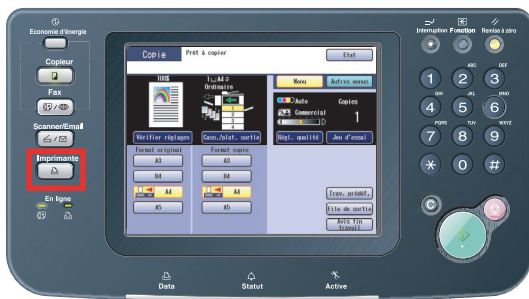 Economie d'énergie
Interruption Fonction Remise à zéro
Copieur
Fax
Scanner/Email
Imprimante
En ligne
Copie
Prêt à copier
Etat
100%
1 A4
Ordinaire
Vérifier réglages
Cass./plat. sortie
Menu
Autres menus
Auto
Copies
Commercial
1
Régl. qualité
Jeu d'essai
Format original
Format copie
A3
A3
B4
B4
A4
A4
A5
A5
Trav. prédéf.
File de sortie
Avis fin
travail
ABC
DEF
1
2
3
GHI
JKL
MNO
4
5
6
PQRS
TUV
WXYZ
7
8
9
*
0
#
C
Data
Statut
Active